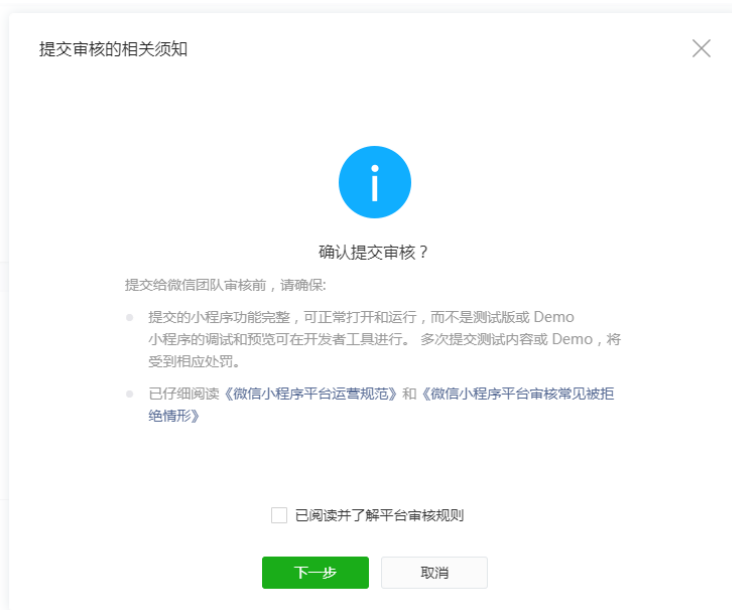 提交审核的相关须知
i
确认提交审核？
提交给微信团队审核前，请确保:
提交的小程序功能完整，可正常打开和运行，而不是测试版或 Demo
小程序的调试和预览可在开发者工具进行。 多次提交测试内容或 Demo，将
受到相应处罚。
已仔细阅读《微信小程序平台运营规范》和《微信小程序平台审核常见被拒
绝情形》
已阅读并了解平台审核规则
下一步
取消